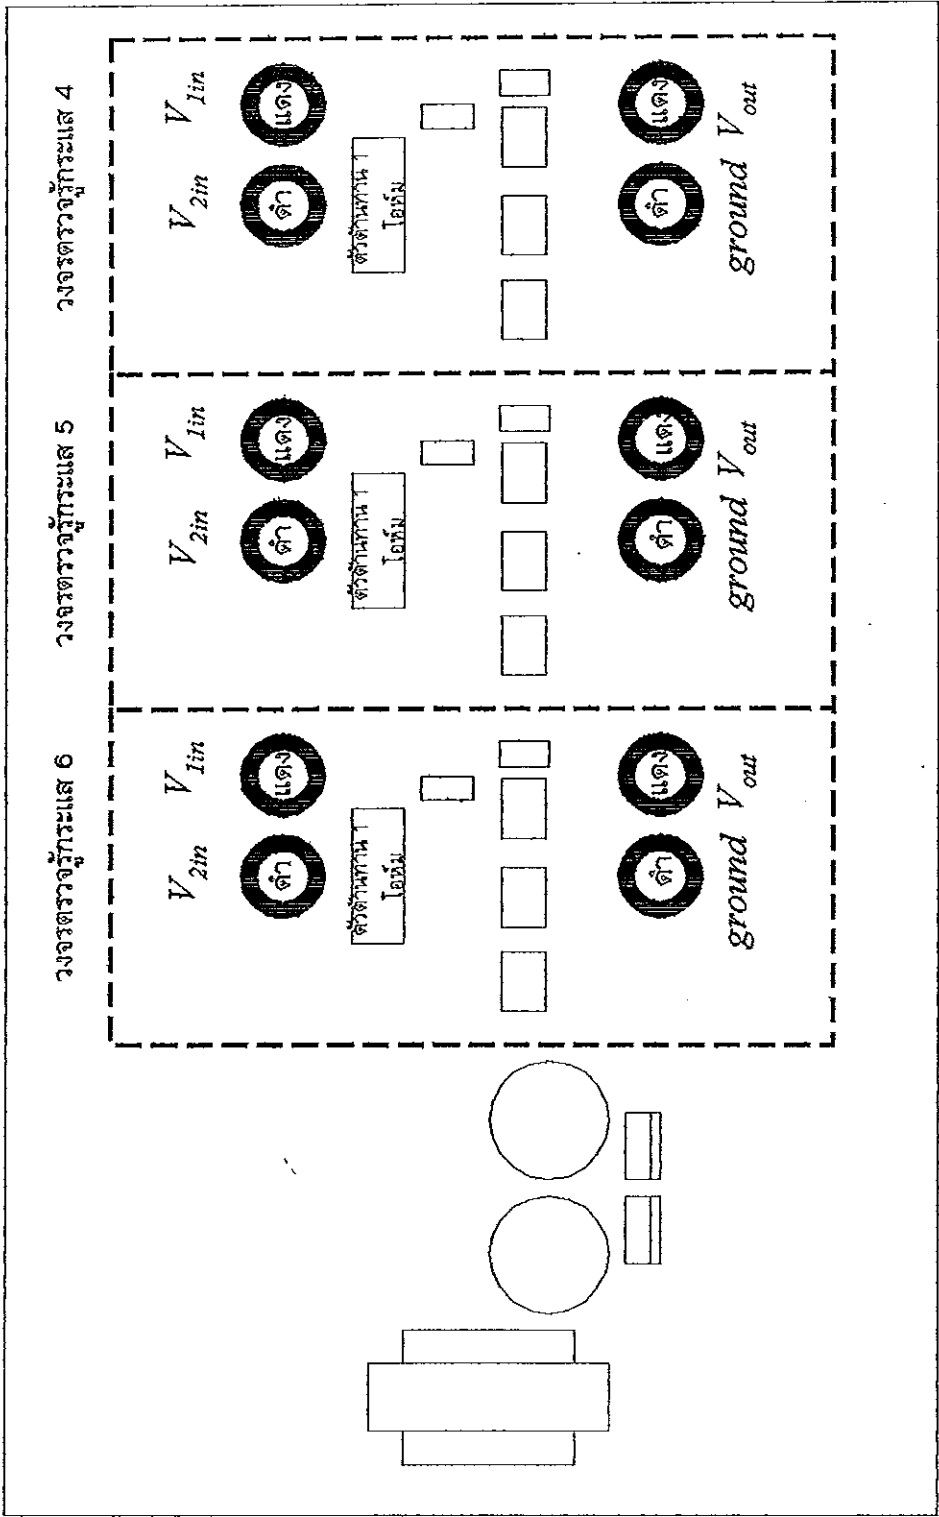 วงจรตรวจรู้กระแส 6
V2in V1in
ดำ แดง
ตัวต้านทาน 1
โอห์ม
ดำ แดง
ground Vout
วงจรตรวจรู้กระแส 5
V2in V1in
ดำ แดง
ตัวต้านทาน 1
โอห์ม
ดำ แดง
ground Vout
วงจรตรวจรู้กระแส 4
V2in V1in
ดำ แดง
ตัวต้านทาน 1
โอห์ม
ดำ แดง
ground Vout